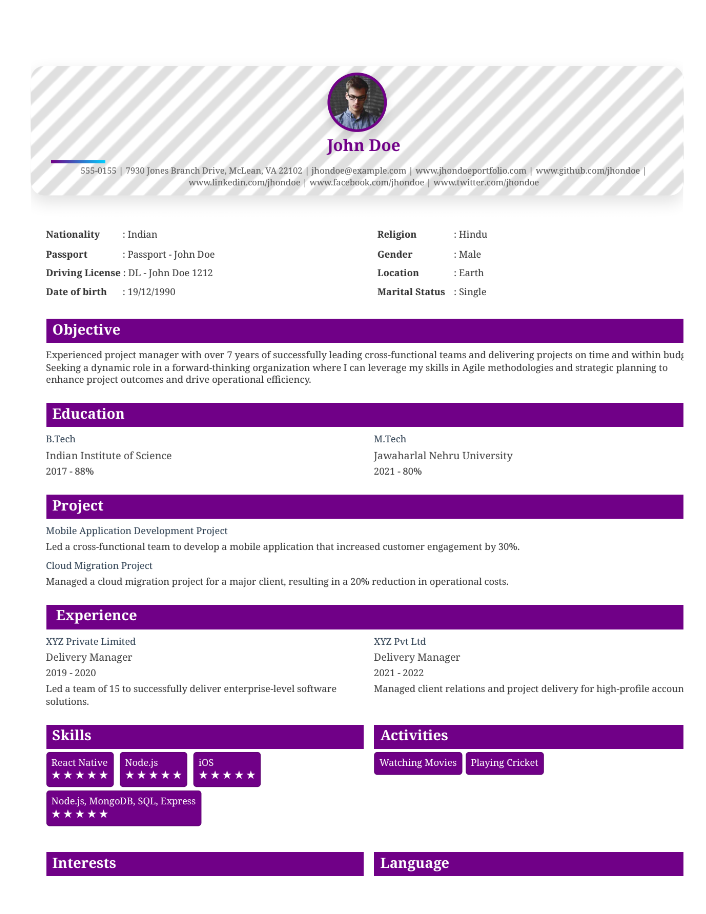 John Doe
555-0155 | 7930 Jones Branch Drive, McLean, VA 22102 | jhondoe@example.com | www.jhondoeportfolio.com | www.github.com/jhondoe |
www.linkedin.com/jhondoe | www.facebook.com/jhondoe | www.twitter.com/jhondoe
Nationality : Indian
Passport : Passport - John Doe
Driving License : DL - John Doe 1212
Date of birth : 19/12/1990
Religion : Hindu
Gender : Male
Location : Earth
Marital Status : Single
Objective
Experienced project manager with over 7 years of successfully leading cross-functional teams and delivering projects on time and within
Seeking a dynamic role in a forward-thinking organization where I can leverage my skills in Agile methodologies and strategic planning to
enhance project outcomes and drive operational efficiency.
Education
B.Tech
Indian Institute of Science
2017 - 88%
M.Tech
Jawaharlal Nehru University
2021 - 80%
Project
Mobile Application Development Project
Led a cross-functional team to develop a mobile application that increased customer engagement by 30%.
Cloud Migration Project
Managed a cloud migration project for a major client, resulting in a 20% reduction in operational costs.
Experience
XYZ Private Limited
Delivery Manager
2019 - 2020
Led a team of 15 to successfully deliver enterprise-level software
solutions.
XYZ Pvt Ltd
Delivery Manager
2021 - 2022
Managed client relations and project delivery for high-profile accoun
Skills
React Native
★★★★★
Node.js
★★★★★
iOS
★★★★★
Node.js, MongoDB, SQL, Express
★★★★★
Activities
Watching Movies
Playing Cricket
Interests
Language